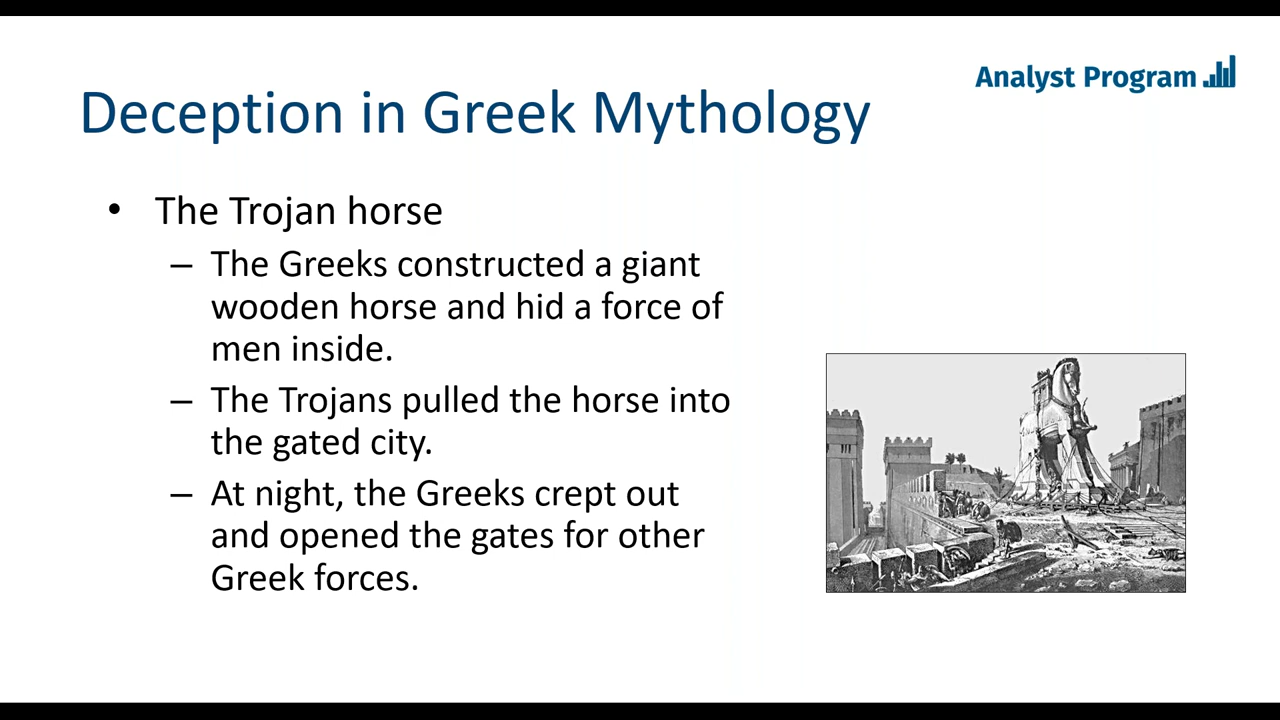 Analyst Program
Deception in Greek Mythology
• The Trojan horse
– The Greeks constructed a giant
wooden horse and hid a force of
men inside.
– The Trojans pulled the horse into
the gated city.
– At night, the Greeks crept out
and opened the gates for other
Greek forces.